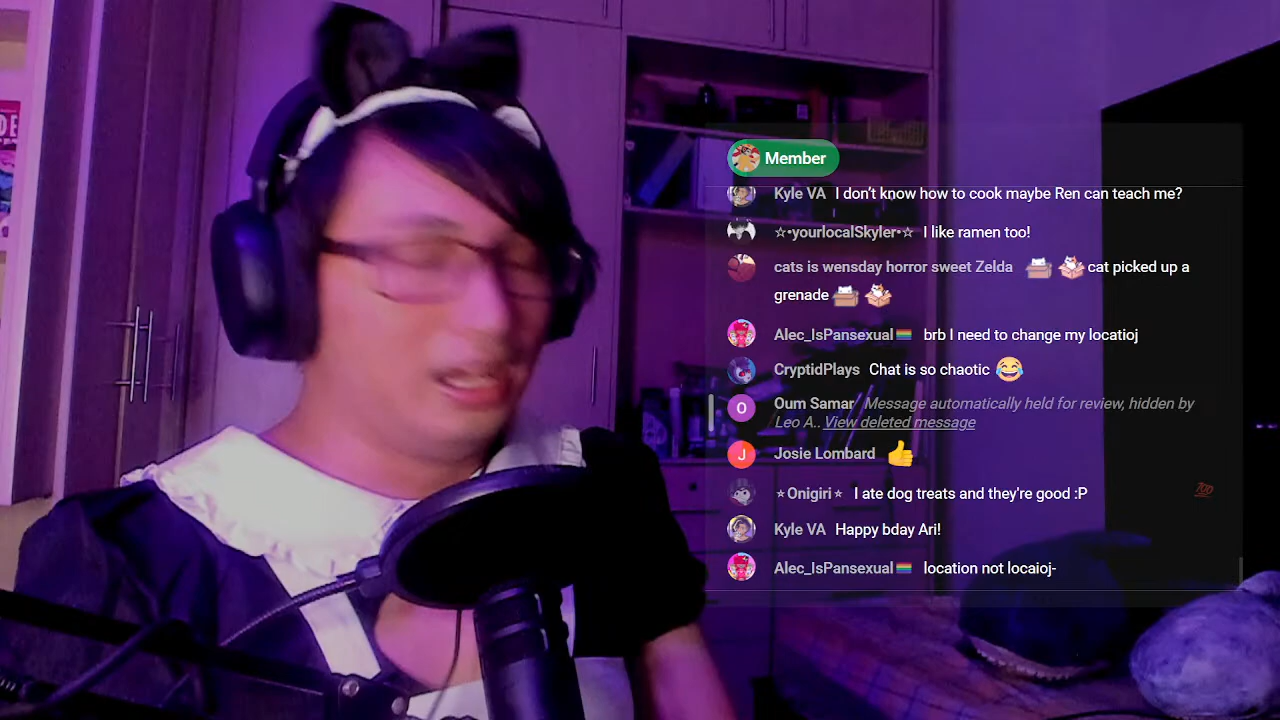 DE
Member
Kyle VA I don't know how to cook maybe Ren can teach me?
☆•yourlocalSkyler•☆ I like ramen too!
cats is wensday horror sweet Zelda cat picked up a
grenade
Alec_IsPansexual🏳️‍🌈 brb I need to change my locatioj
CryptidPlays Chat is so chaotic 😂
O Oum Samar Message automatically held for review, hidden by
Leo A.. View deleted message
J Josie Lombard 👍
⭑Onigiri⭑ I ate dog treats and they're good :P
💯
Kyle VA Happy bday Ari!
Alec_IsPansexual🏳️‍🌈 location not locaioj-